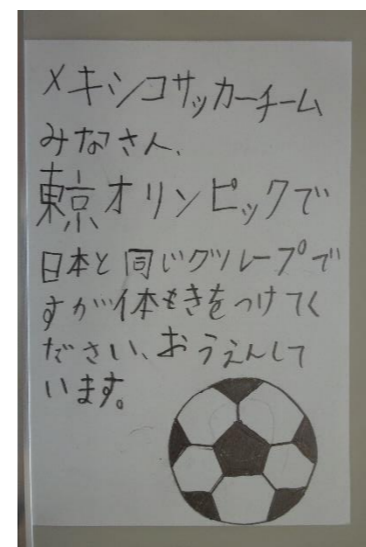 メキシコサッカーチーム
みなさん、
東京オリンピックで
日本と同じグループで
すが体もきをつけてく
ださい、おうえんして
います。